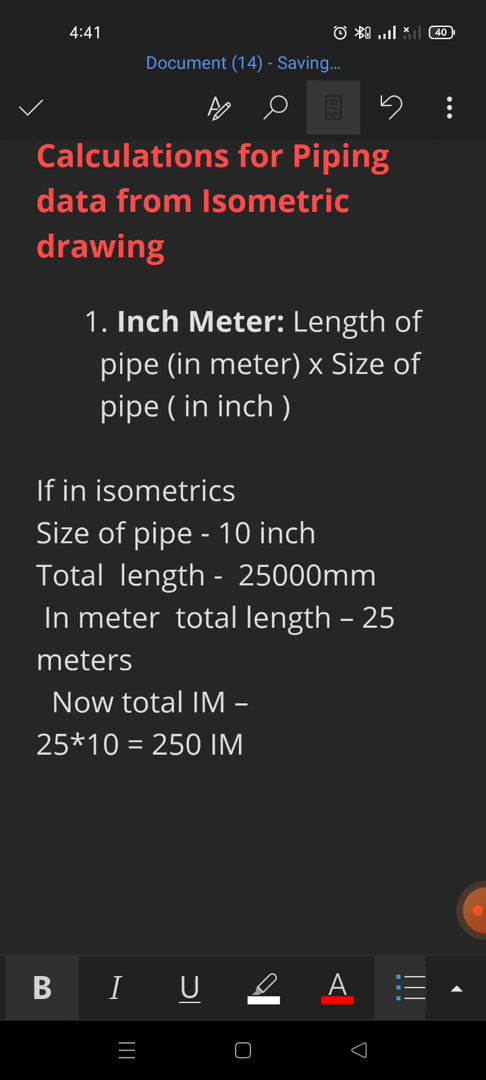 4:41
40
Document (14) - Saving...
Calculations for Piping
data from Isometric
drawing
1. Inch Meter: Length of
pipe (in meter) x Size of
pipe ( in inch )
If in isometrics
Size of pipe - 10 inch
Total length - 25000mm
In meter total length – 25
meters
Now total IM –
25*10 = 250 IM
B I U A